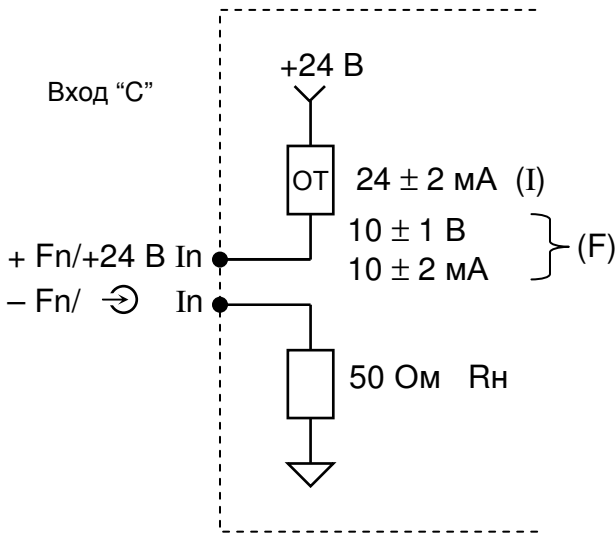 +24 В
Вход “С”
ОТ
24 ± 2 мА (I)
10 ± 1 В
10 ± 2 мА
(F)
+ Fn/+24 В In
– Fn/ In
50 Ом Rн